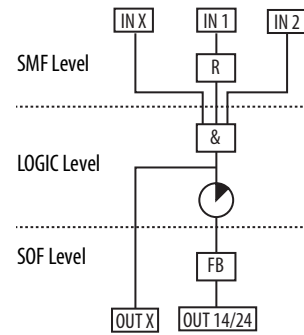 IN X IN 1 IN 2
SMF Level R
&
LOGIC Level
SOF Level FB
OUT X OUT 14/24